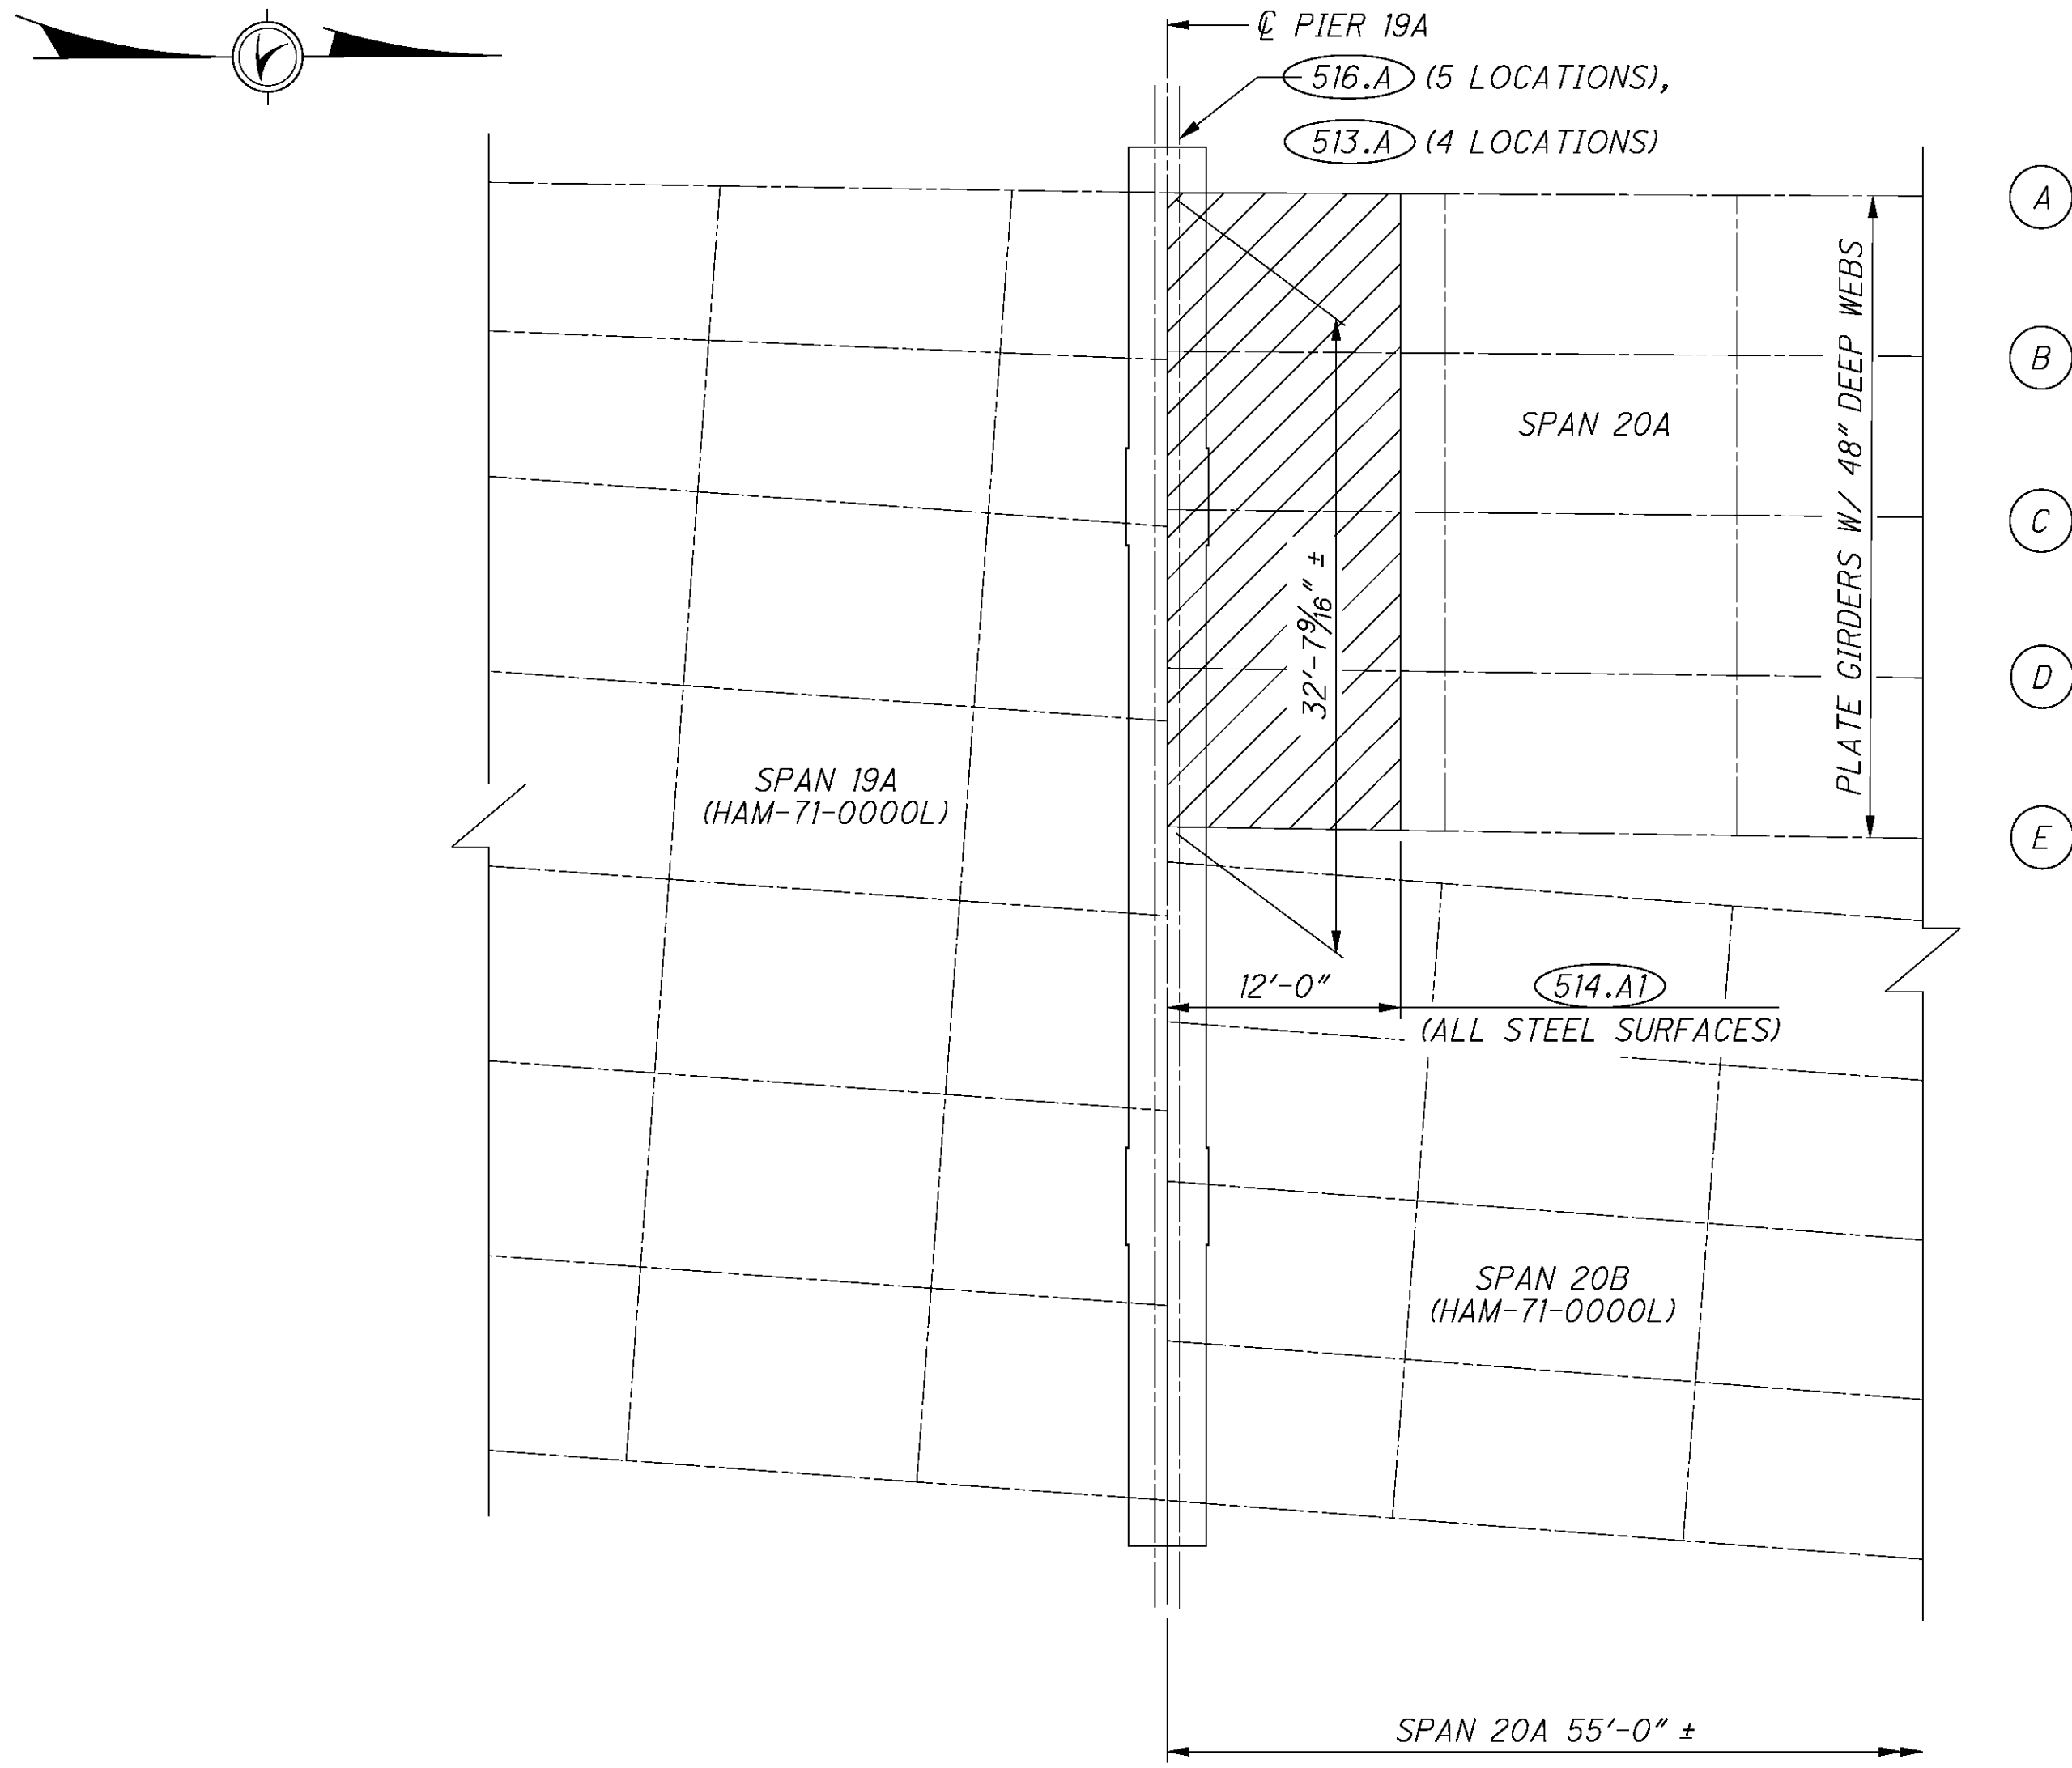 ℄ PIER 19A
516.A (5 LOCATIONS),
513.A (4 LOCATIONS)
A
B
C
D
E
PLATE GIRDERS W/ 48" DEEP WEBS
SPAN 20A
32'-7 9/16" ±
SPAN 19A
(HAM-71-0000L)
12'-0"
514.A1
(ALL STEEL SURFACES)
SPAN 20B
(HAM-71-0000L)
SPAN 20A 55'-0" ±